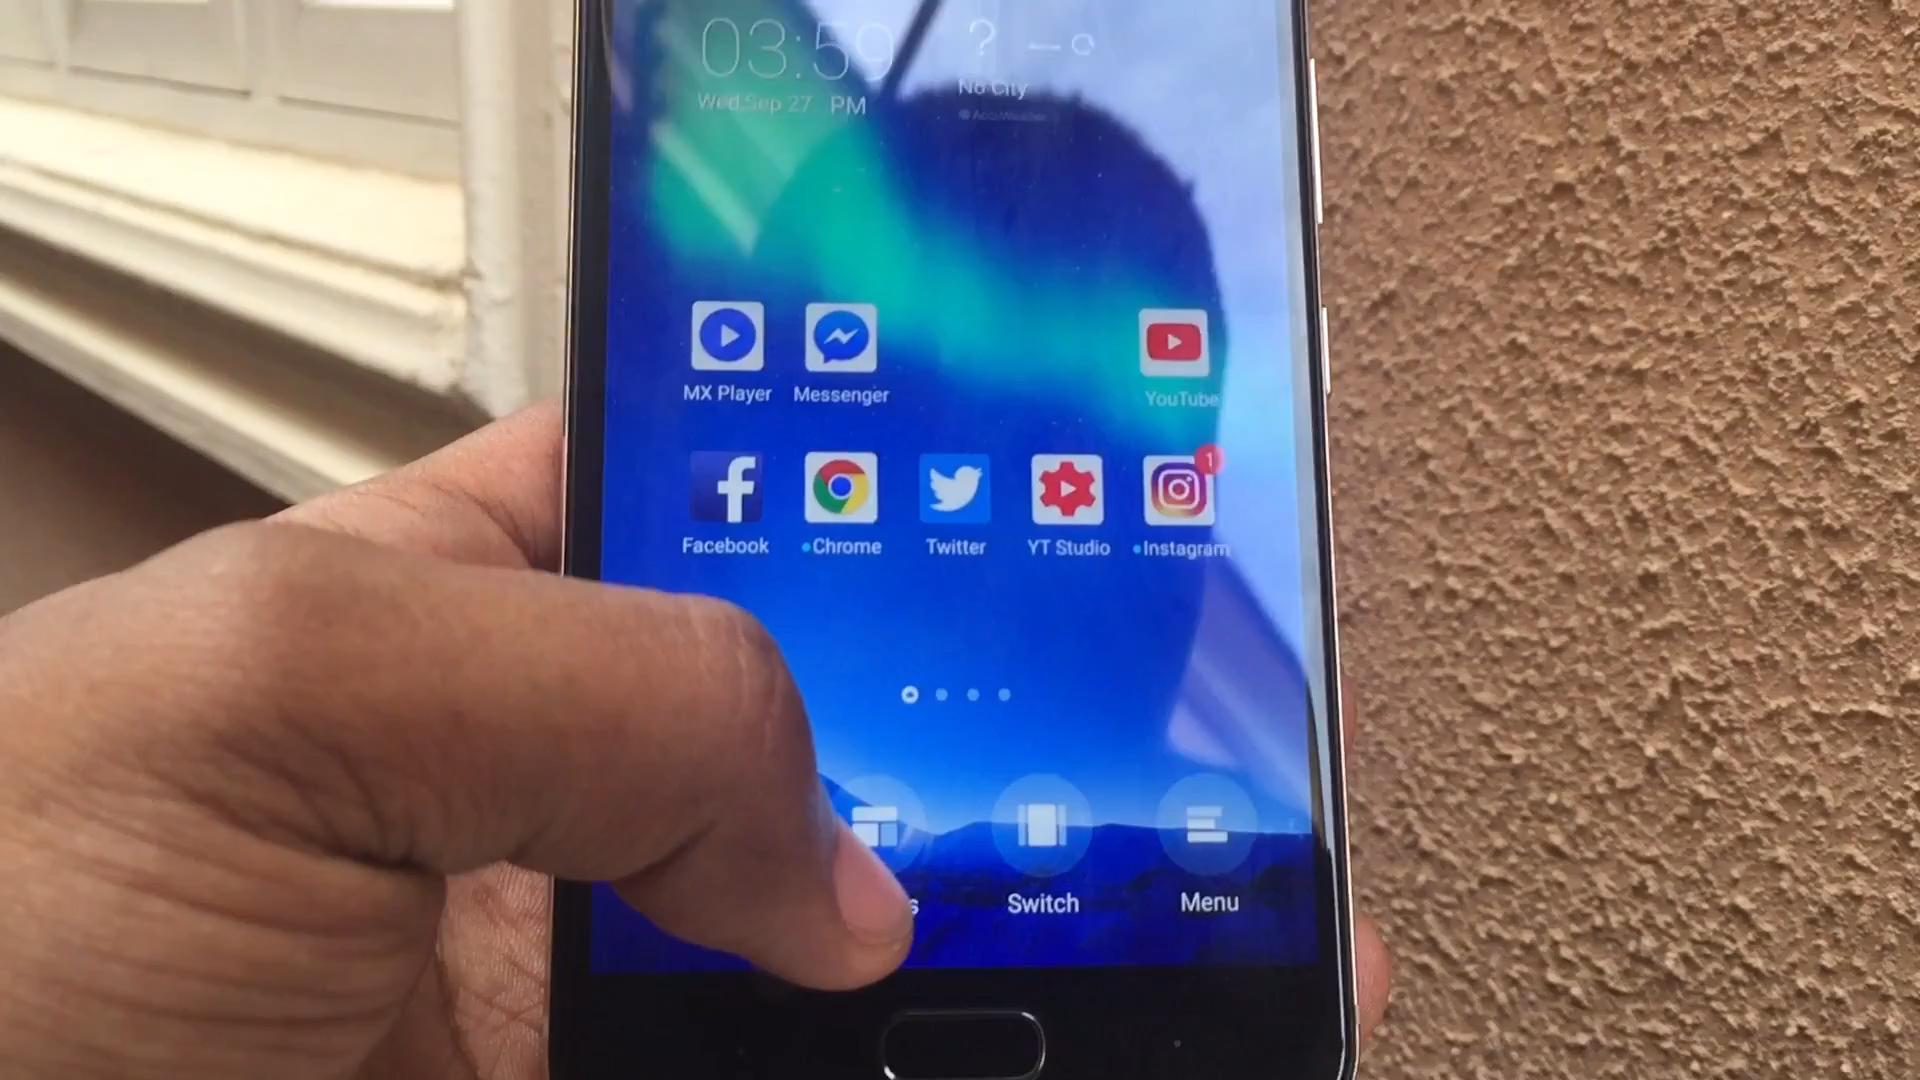 03:59
Wed,Sep 27 PM
?
No City
AccuWeather
MX Player
Messenger
YouTube
1
Facebook
Chrome
Twitter
YT Studio
Instagram
s
Switch
Menu